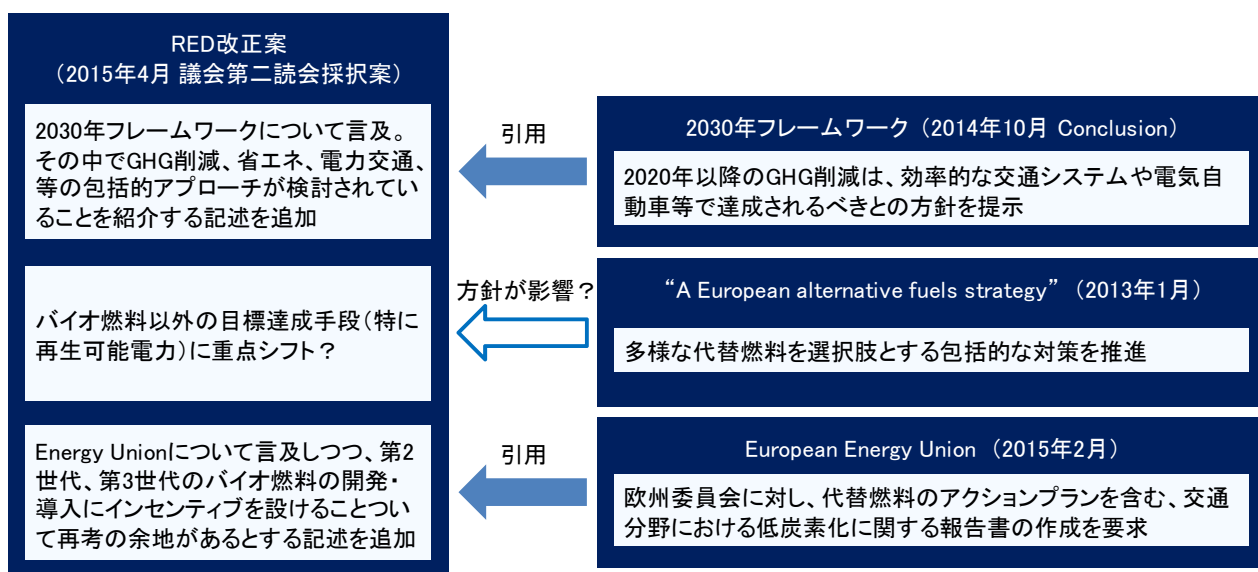 RED改正案
（2015年4月 議会第二読会採択案）
2030年フレームワークについて言及。
その中でGHG削減、省エネ、電力交通、
等の包括的アプローチが検討されてい
ることを紹介する記述を追加
引用
2030年フレームワーク（2014年10月 Conclusion）
2020年以降のGHG削減は、効率的な交通システムや電気自
動車等で達成されるべきとの方針を提示
バイオ燃料以外の目標達成手段（特に
再生可能電力）に重点シフト？
方針が影響？
“A European alternative fuels strategy”（2013年1月）
多様な代替燃料を選択肢とする包括的な対策を推進
Energy Unionについて言及しつつ、第2
世代、第3世代のバイオ燃料の開発・
導入にインセンティブを設けることつい
て再考の余地があるとする記述を追加
引用
European Energy Union （2015年2月）
欧州委員会に対し、代替燃料のアクションプランを含む、交通
分野における低炭素化に関する報告書の作成を要求